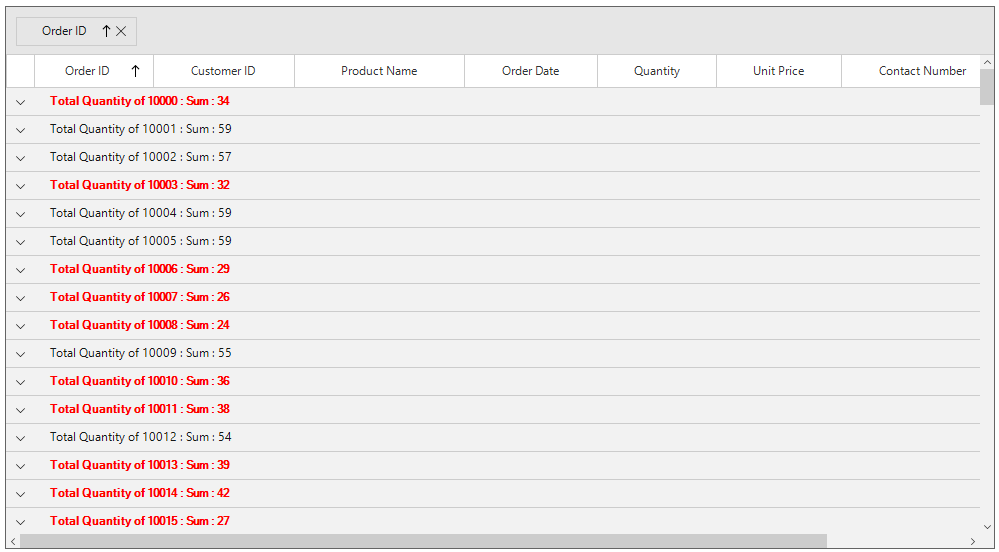 Order ID
Order ID Customer ID Product Name Order Date Quantity Unit Price Contact Number
Total Quantity of 10000 : Sum : 34
Total Quantity of 10001 : Sum : 59
Total Quantity of 10002 : Sum : 57
Total Quantity of 10003 : Sum : 32
Total Quantity of 10004 : Sum : 59
Total Quantity of 10005 : Sum : 59
Total Quantity of 10006 : Sum : 29
Total Quantity of 10007 : Sum : 26
Total Quantity of 10008 : Sum : 24
Total Quantity of 10009 : Sum : 55
Total Quantity of 10010 : Sum : 36
Total Quantity of 10011 : Sum : 38
Total Quantity of 10012 : Sum : 54
Total Quantity of 10013 : Sum : 39
Total Quantity of 10014 : Sum : 42
Total Quantity of 10015 : Sum : 27